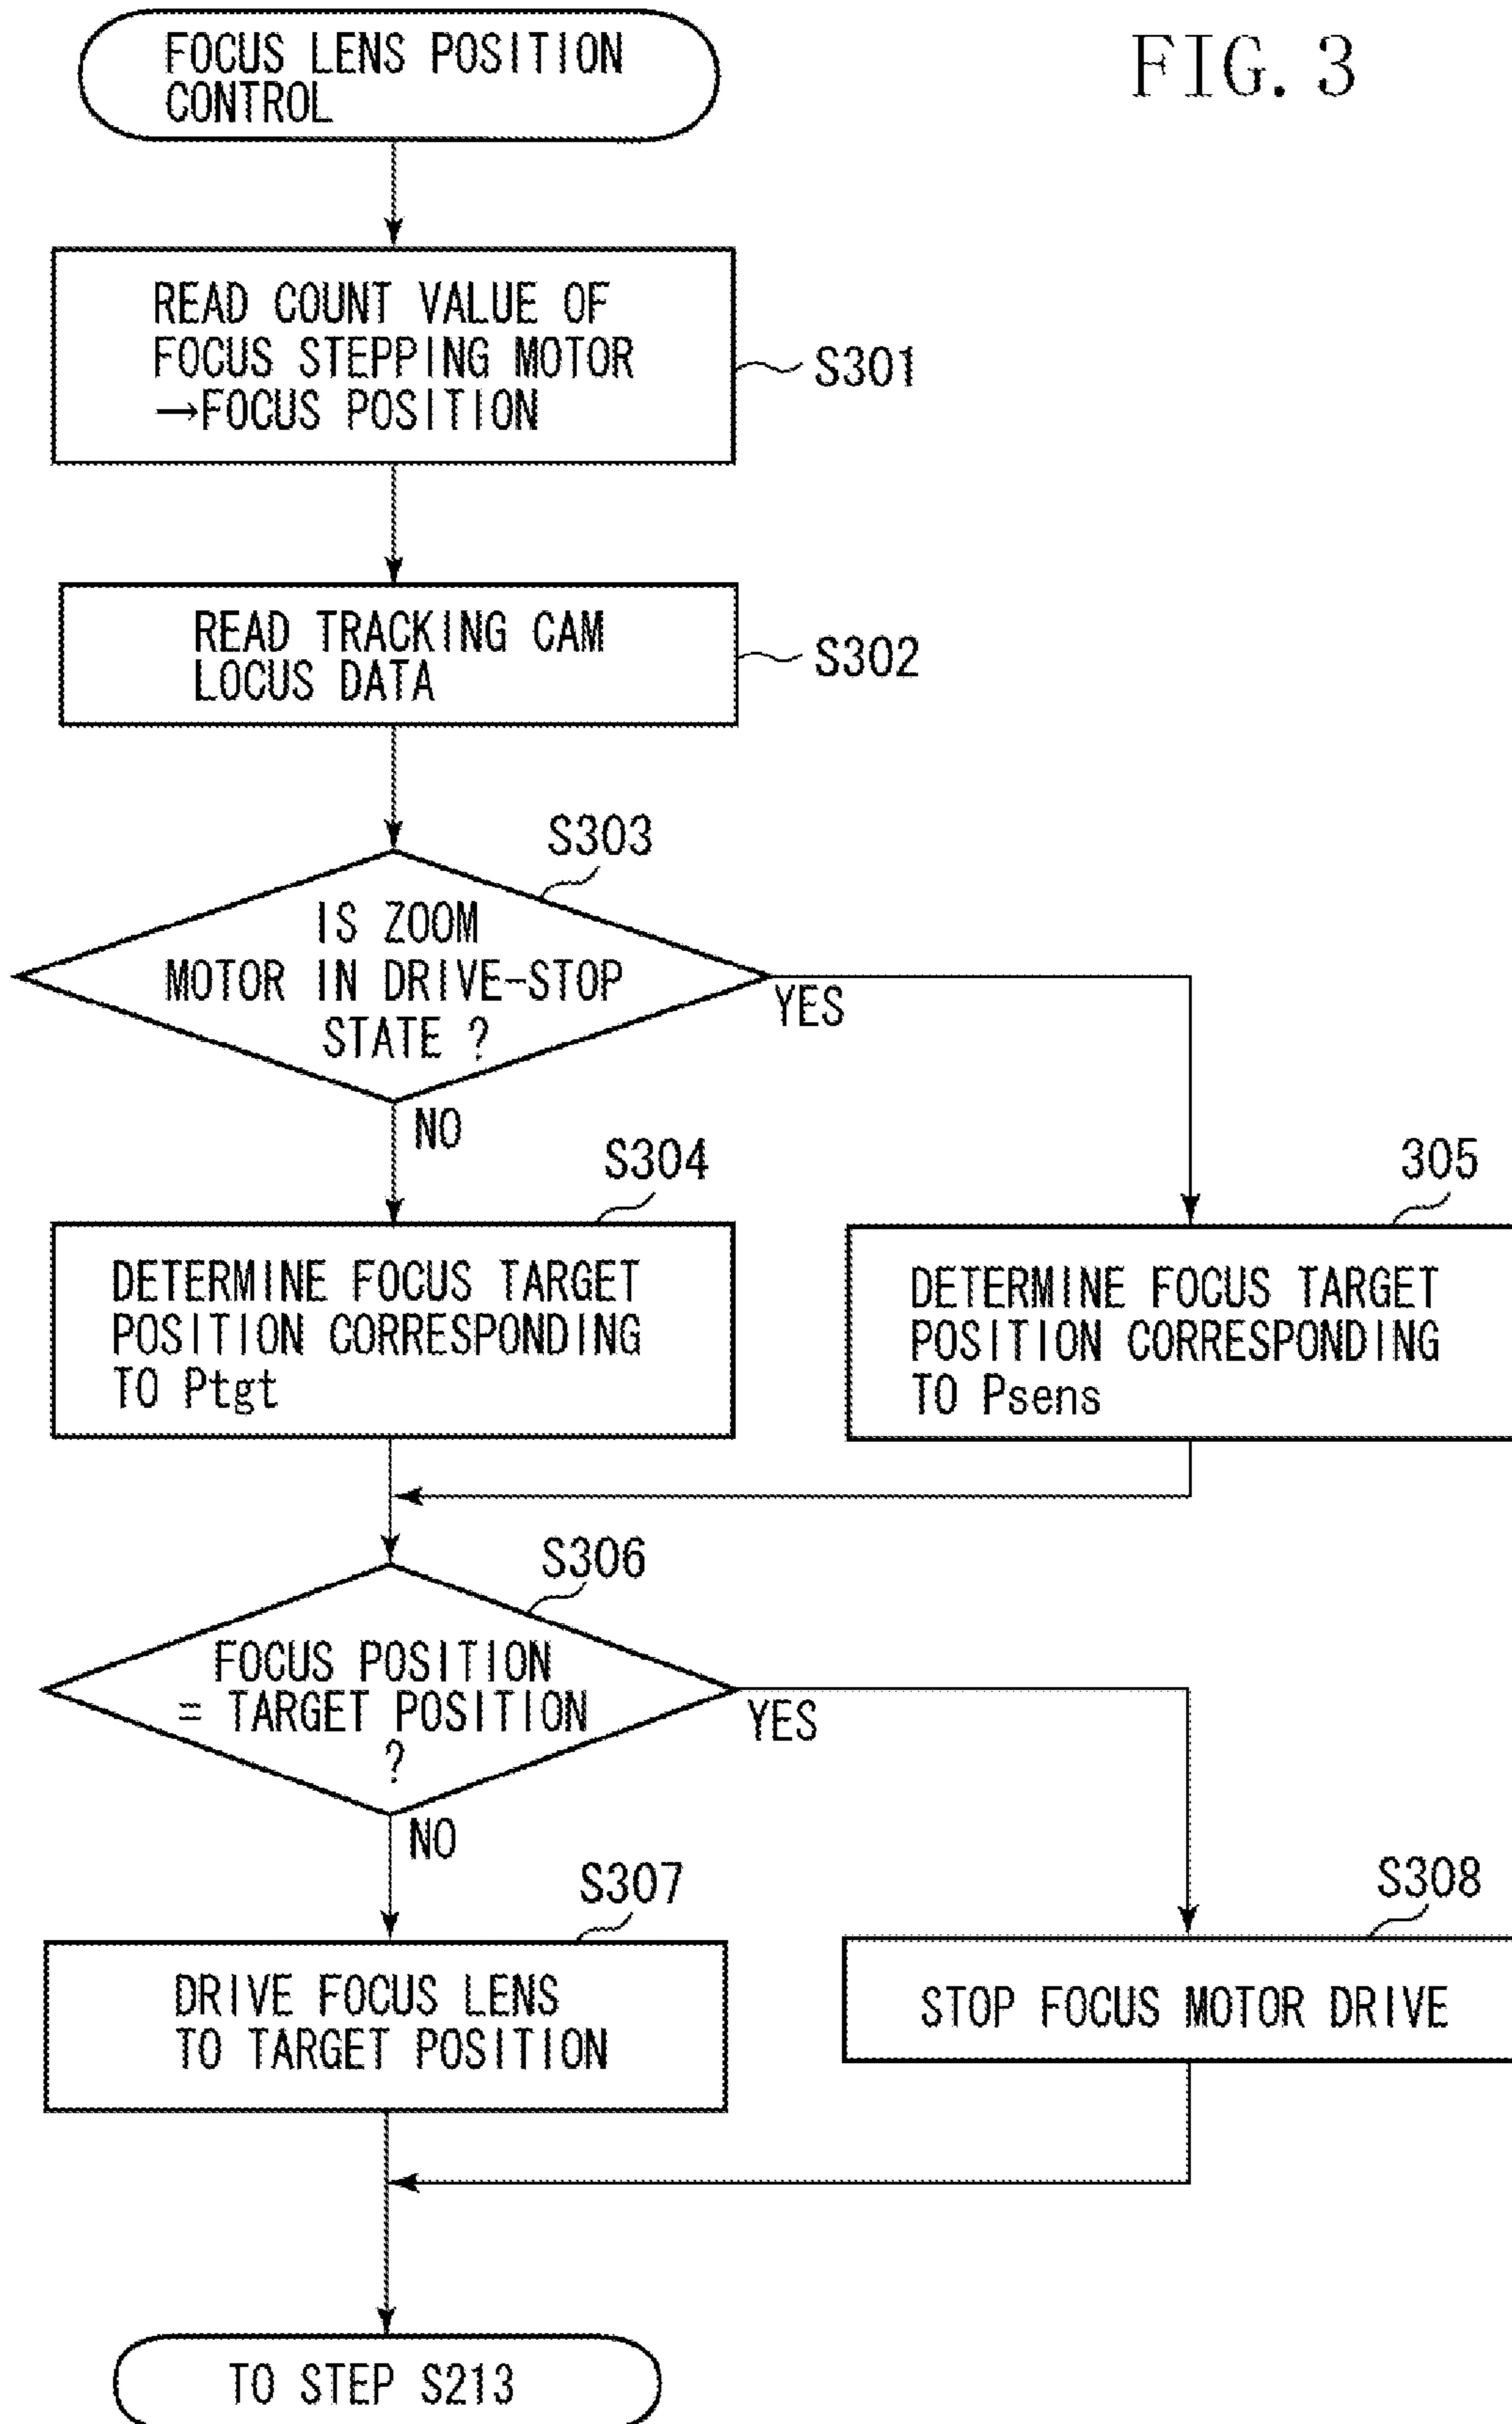 FIG. 3
FOCUS LENS POSITION
CONTROL
READ COUNT VALUE OF
FOCUS STEPPING MOTOR
→FOCUS POSITION
S301
READ TRACKING CAM
LOCUS DATA
S302
S303
IS ZOOM
MOTOR IN DRIVE-STOP
STATE ?
YES
NO
S304
DETERMINE FOCUS TARGET
POSITION CORRESPONDING
TO Ptgt
305
DETERMINE FOCUS TARGET
POSITION CORRESPONDING
TO Psens
S306
FOCUS POSITION
= TARGET POSITION
?
YES
NO
S307
DRIVE FOCUS LENS
TO TARGET POSITION
S308
STOP FOCUS MOTOR DRIVE
TO STEP S213